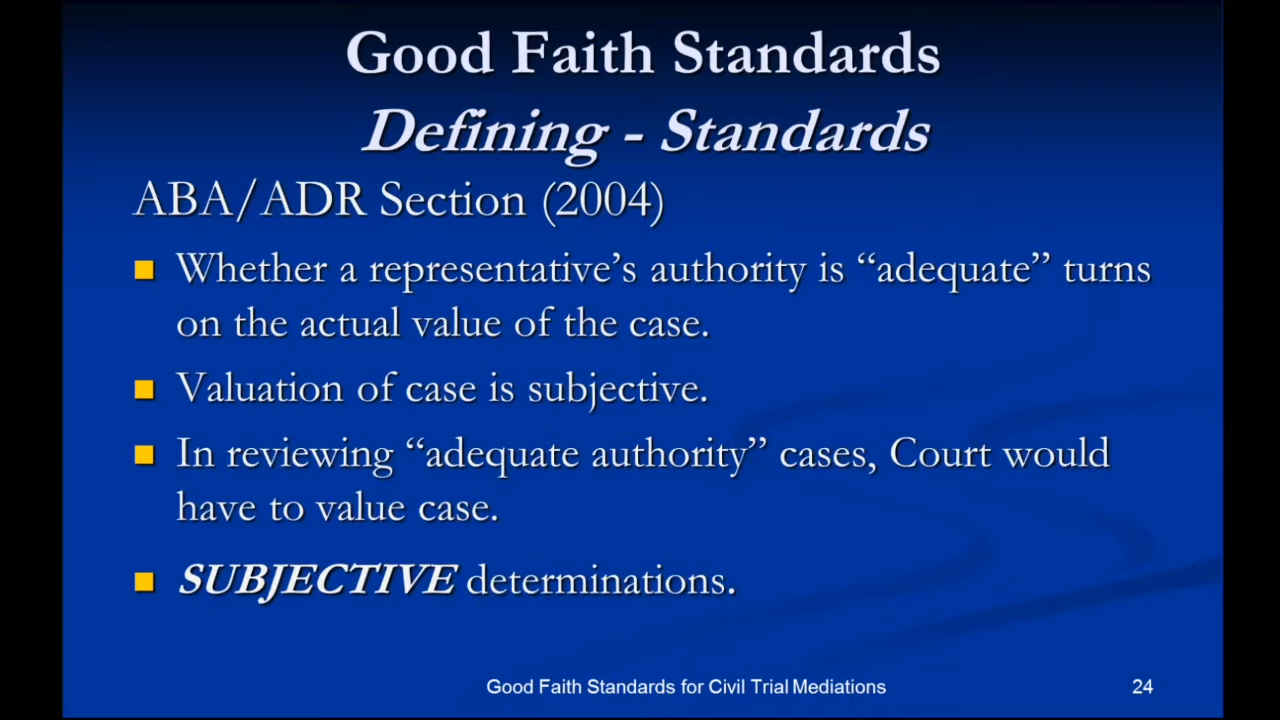 Good Faith Standards
Defining - Standards
ABA/ADR Section (2004)
Whether a representative’s authority is “adequate” turns
on the actual value of the case.
Valuation of case is subjective.
In reviewing “adequate authority” cases, Court would
have to value case.
SUBJECTIVE determinations.
Good Faith Standards for Civil Trial Mediations
24